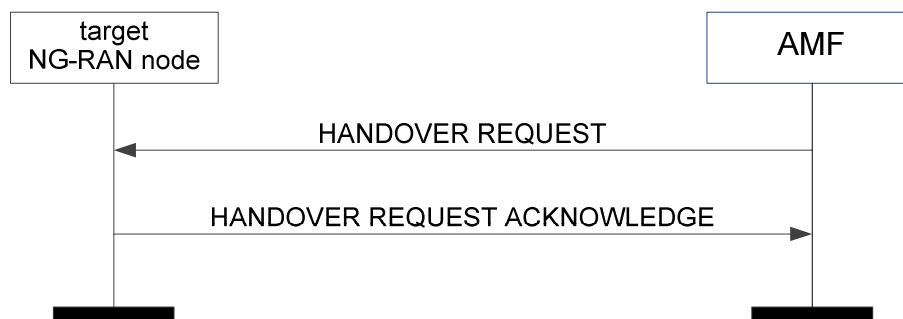 target
NG-RAN node
AMF
HANDOVER REQUEST
HANDOVER REQUEST ACKNOWLEDGE